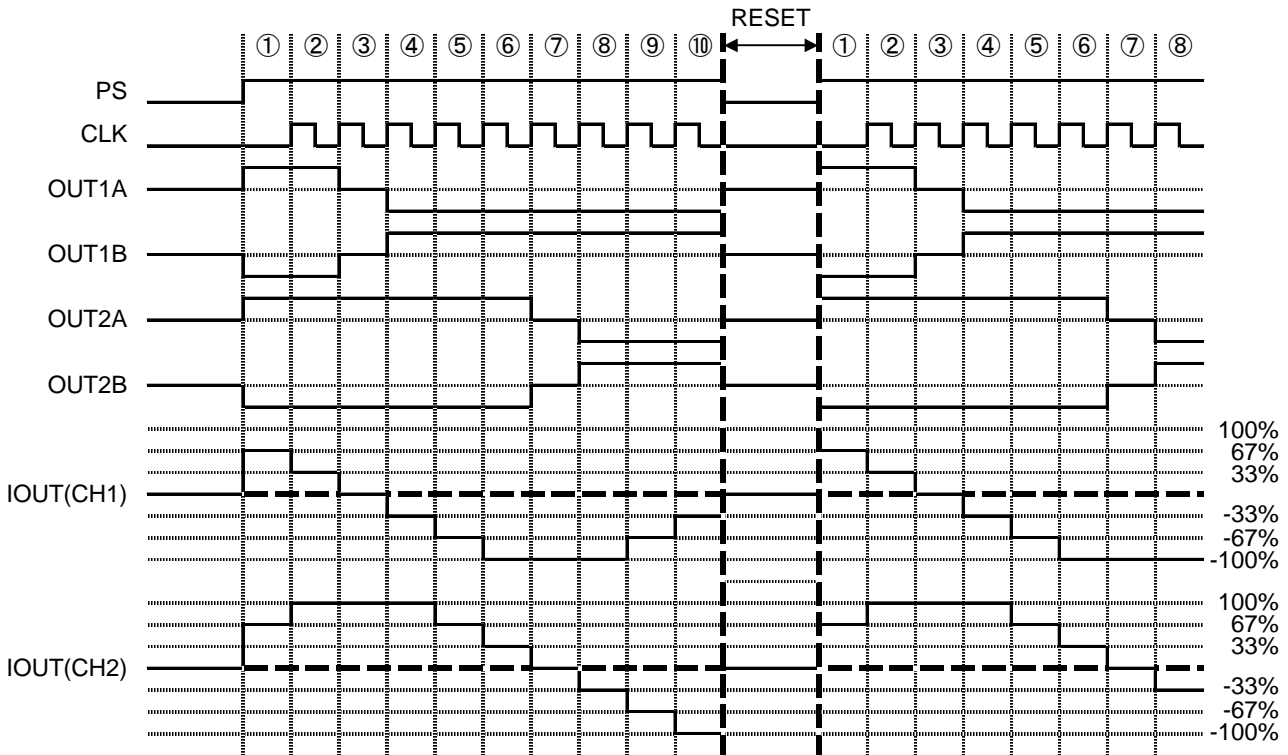 RESET
① ② ③ ④ ⑤ ⑥ ⑦ ⑧ ⑨ ⑩ ① ② ③ ④ ⑤ ⑥ ⑦ ⑧
PS
CLK
OUT1A
OUT1B
OUT2A
OUT2B
100%
67%
33%
IOUT(CH1)
-33%
-67%
-100%
100%
67%
33%
IOUT(CH2)
-33%
-67%
-100%